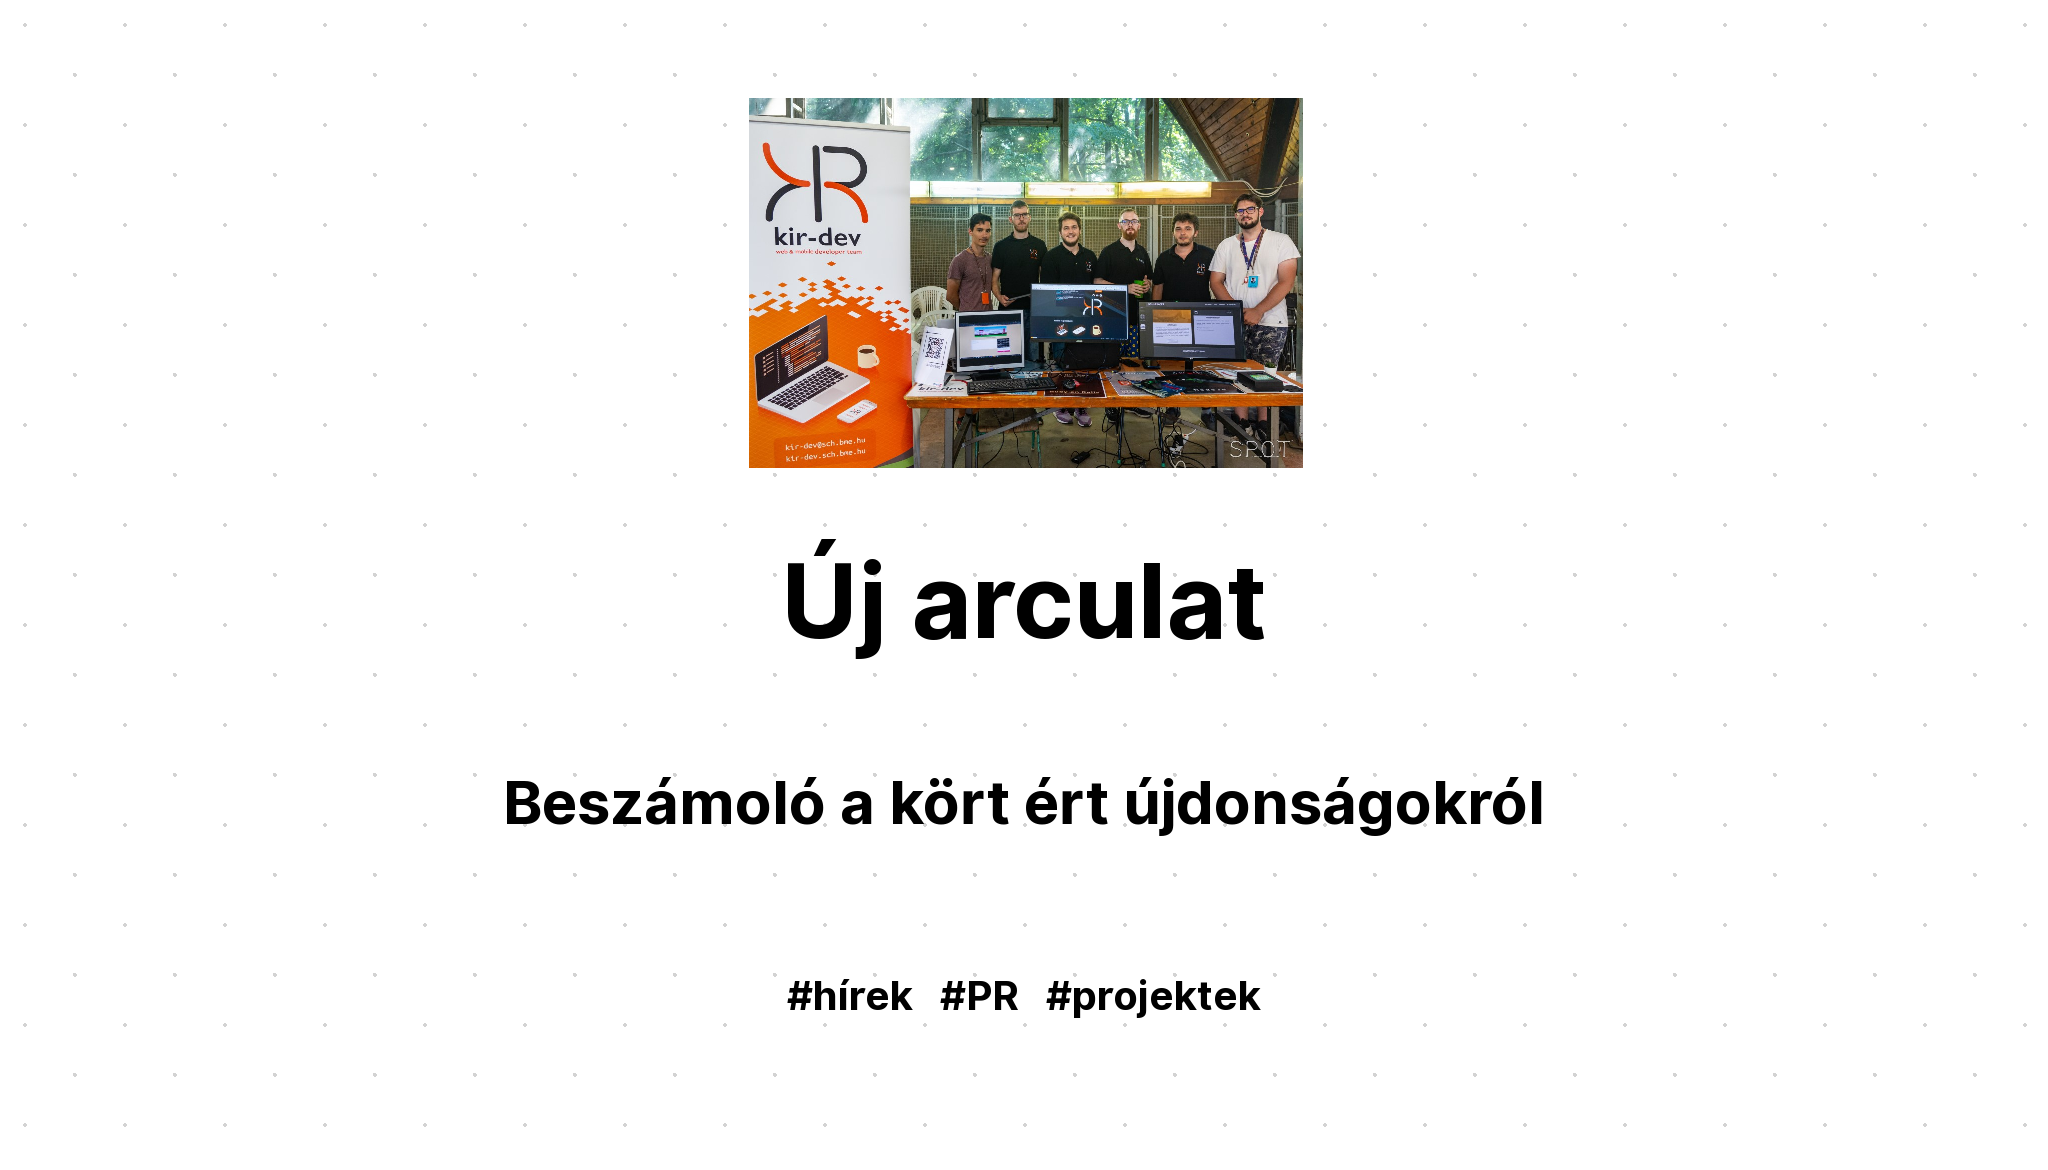 kir-dev
web & mobile developer team
kir-dev@sch.bme.hu
kir-dev.sch.bme.hu
SPOT
Új arculat
Beszámoló a kört ért újdonságokról
#hírek #PR #projektek